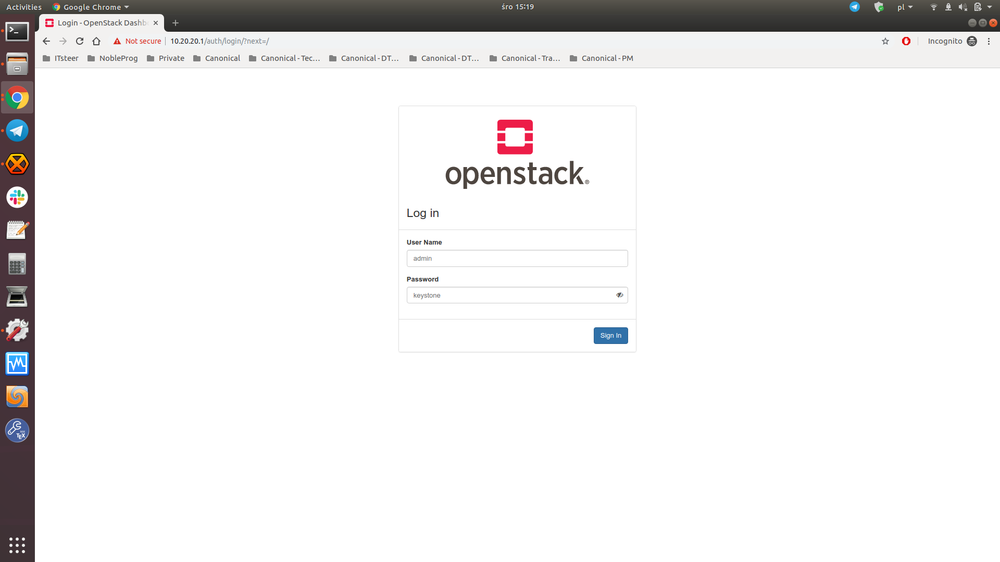 Activities Google Chrome śro 15:19 pl
Login - OpenStack Dashb
Not secure 10.20.20.1/auth/login/?next=/ Incognito
ITsteer NobleProg Private Canonical Canonical - Tec... Canonical - DT... Canonical - DT... Canonical - Tra... Canonical - PM
openstack®
Log in
User Name
admin
Password
keystone
Sign In
TEX